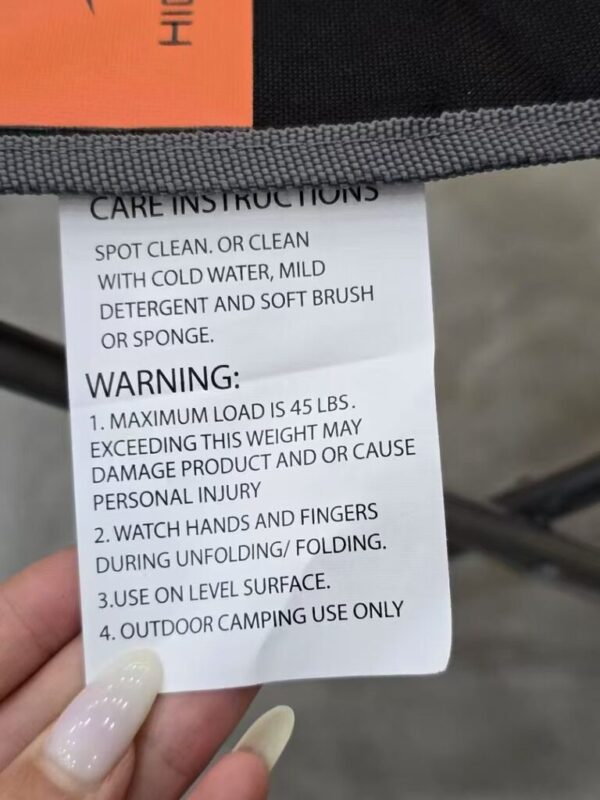 HI
CARE INSTRUCTIONS
SPOT CLEAN. OR CLEAN
WITH COLD WATER, MILD
DETERGENT AND SOFT BRUSH
OR SPONGE.
WARNING:
1. MAXIMUM LOAD IS 45 LBS.
EXCEEDING THIS WEIGHT MAY
DAMAGE PRODUCT AND OR CAUSE
PERSONAL INJURY
2. WATCH HANDS AND FINGERS
DURING UNFOLDING/ FOLDING.
3.USE ON LEVEL SURFACE.
4. OUTDOOR CAMPING USE ONLY